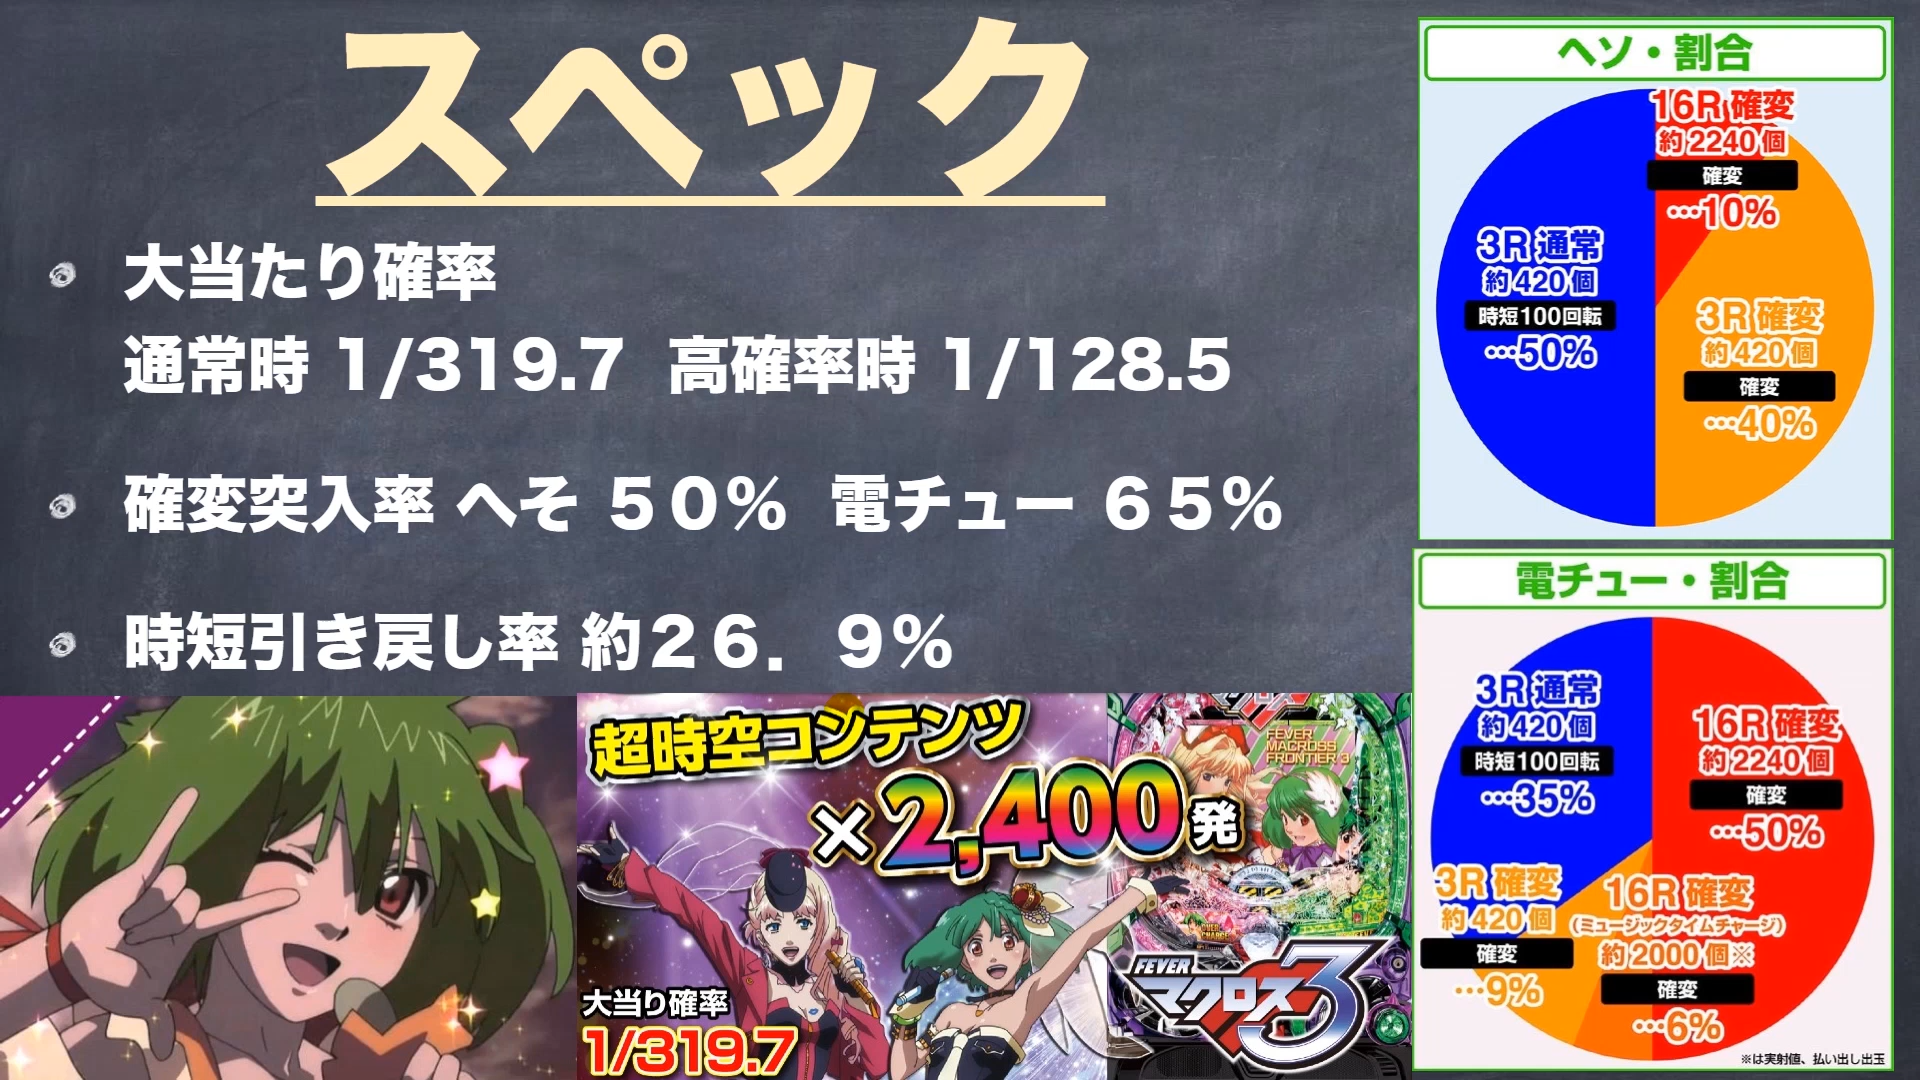 スペック
大当たり確率
通常時 1/319.7 高確率時 1/128.5
確変突入率 へそ ５０％ 電チュー ６５％
時短引き戻し率 約２６．９％
超時空コンテンツ
×2,400発
大当り確率
1/319.7
FEVER
MACROSS
FRONTIER 3
OVER
CHARGE
FEVER
マクロス3
ヘソ・割合
16R 確変
約2240個
確変
…10%
3R 通常
約420個
時短100回転
…50%
3R 確変
約420個
確変
…40%
電チュー・割合
3R 通常
約420個
時短100回転
…35%
16R 確変
約2240個
確変
…50%
3R 確変
約420個
確変
…9%
16R 確変
(ミュージックタイムチャージ)
約2000個※
確変
…6%
※は実射値、払い出し出玉